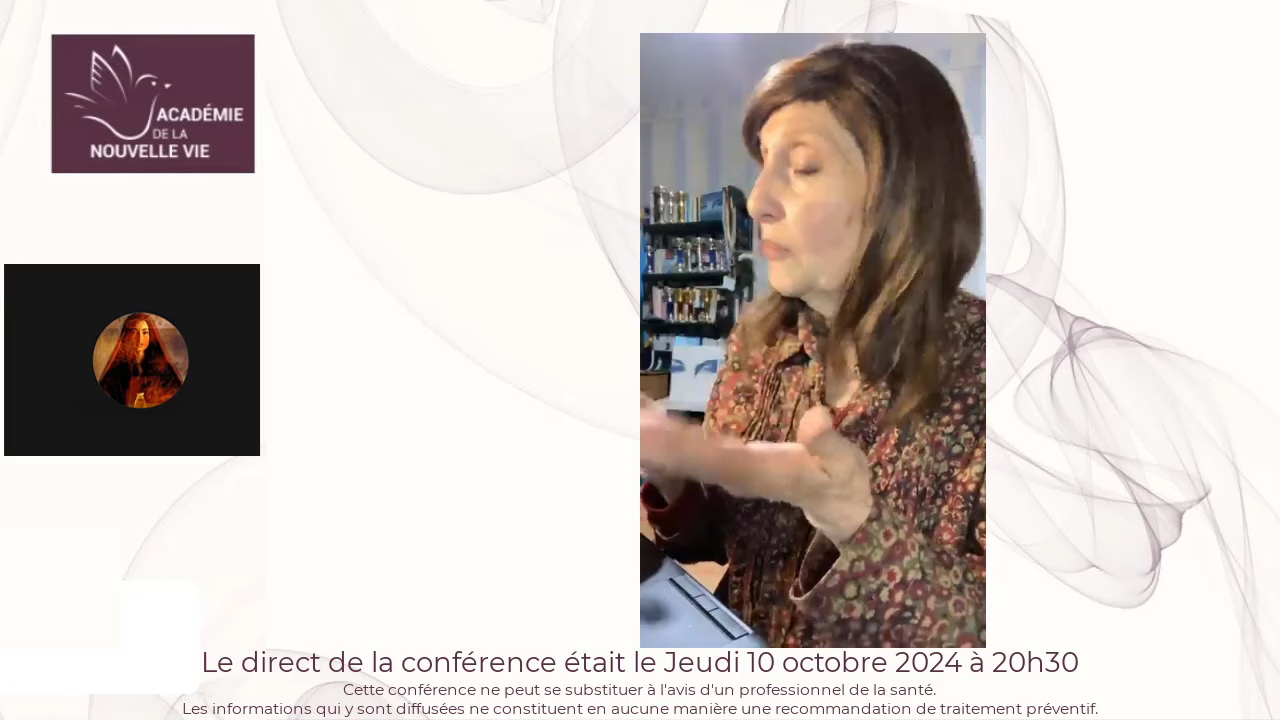 ACADÉMIE
DE LA
NOUVELLE VIE
Le direct de la conférence était le Jeudi 10 octobre 2024 à 20h30
Cette conférence ne peut se substituer à l'avis d'un professionnel de la santé.
Les informations qui y sont diffusées ne constituent en aucune manière une recommandation de traitement préventif.